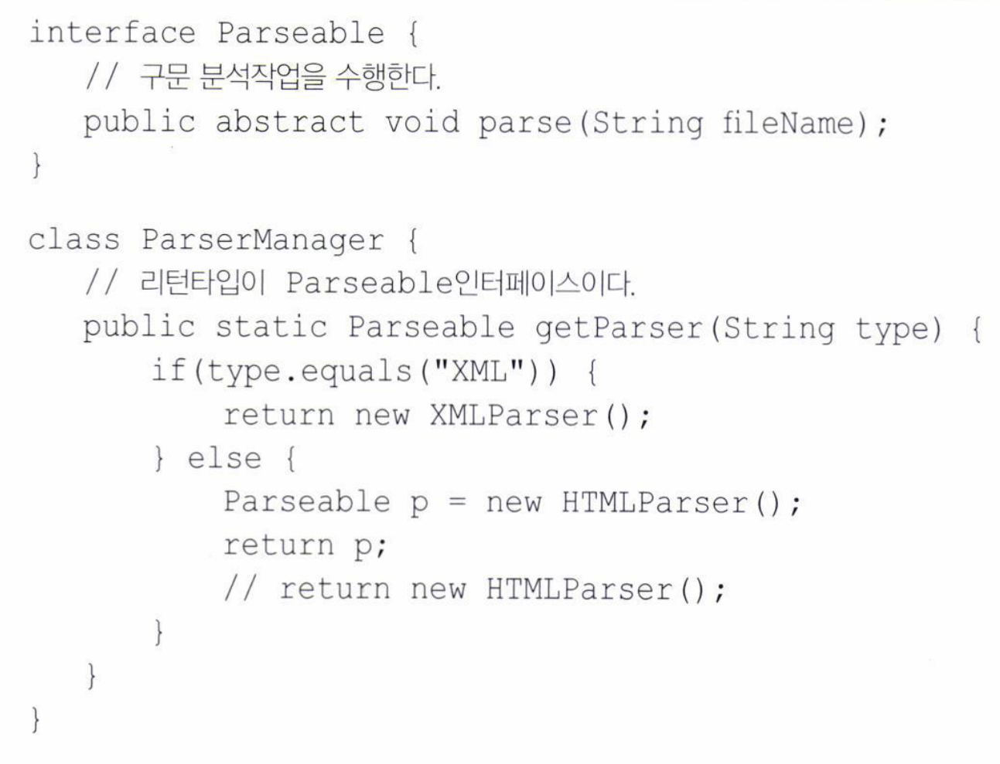 interface Parseable {
// 구문 분석작업을 수행한다.
public abstract void parse(String fileName);
}
class ParserManager {
// 리턴타입이 Parseable인터페이스이다.
public static Parseable getParser(String type) {
if(type.equals("XML")) {
return new XMLParser();
} else {
Parseable p = new HTMLParser();
return p;
// return new HTMLParser();
}
}
}